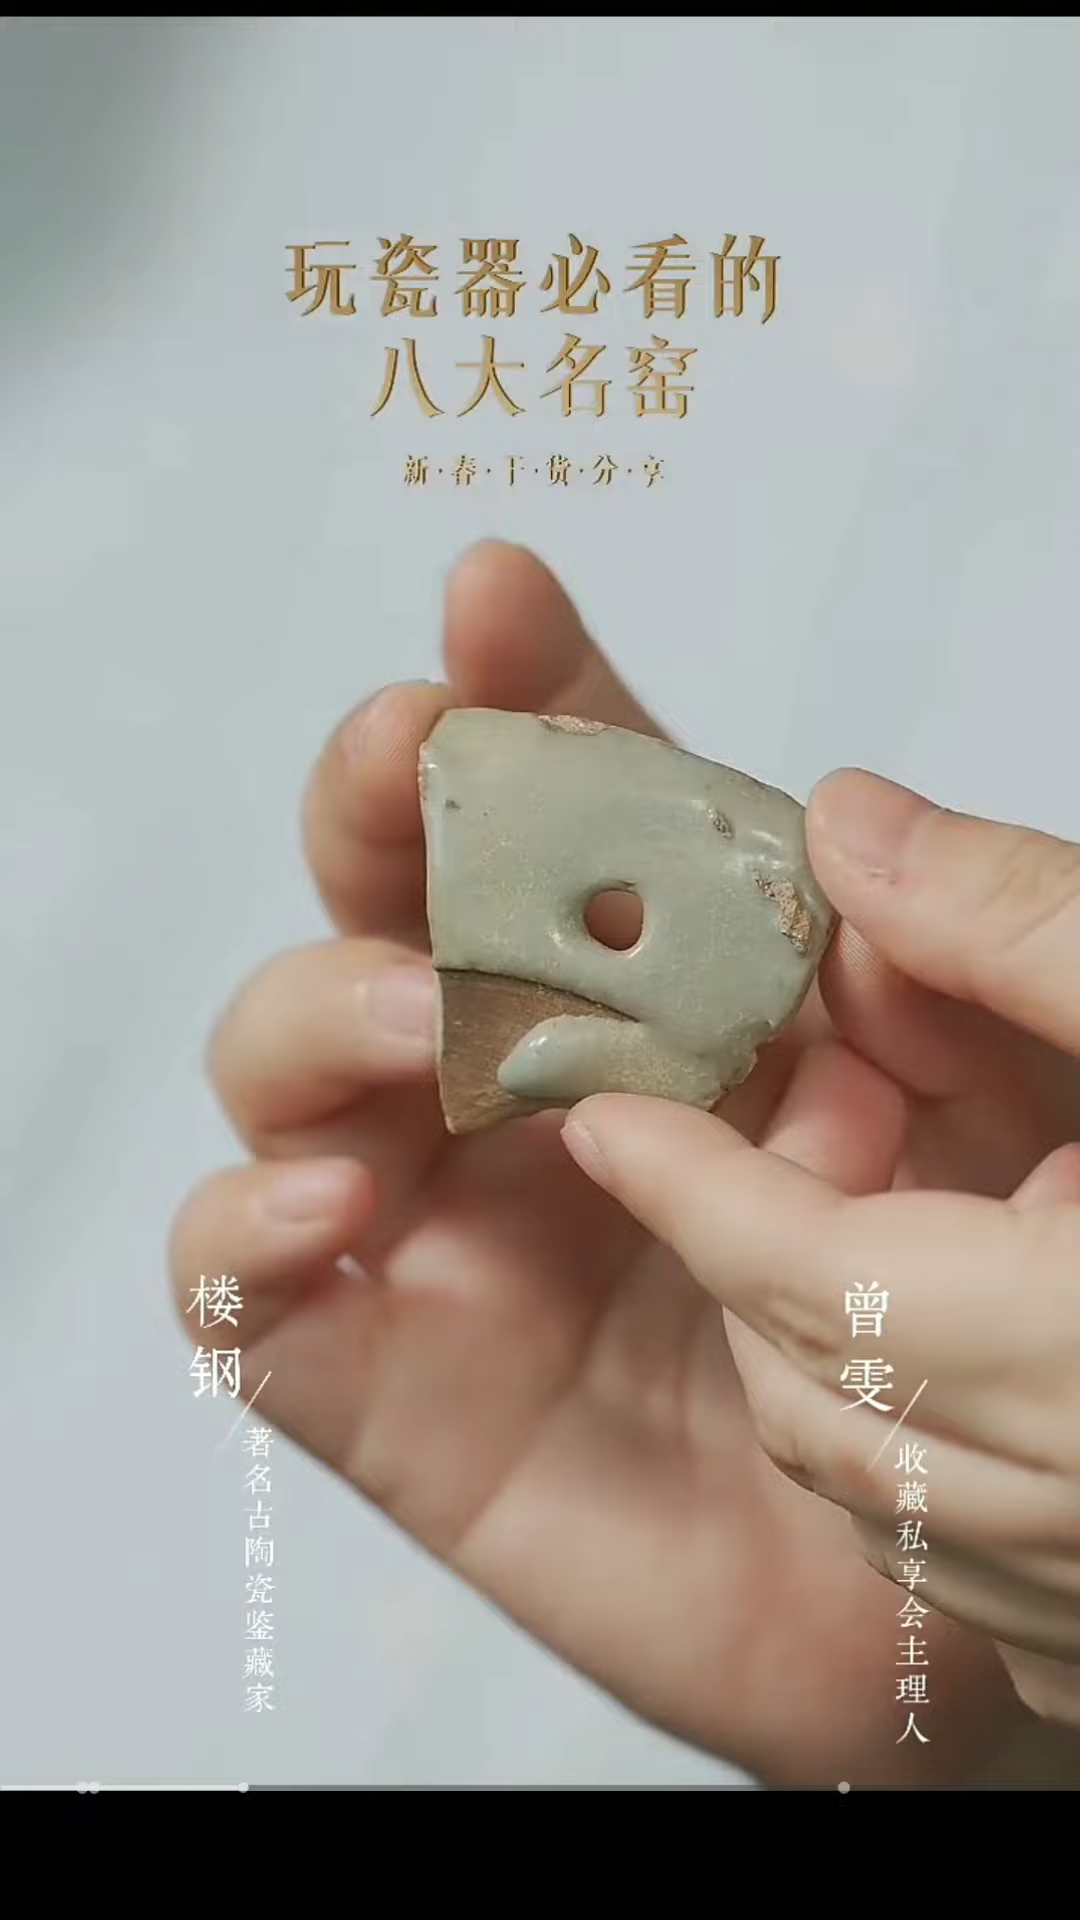 玩瓷器必看的
八大名窑
新·春·干·货·分·享
楼钢
著名古陶瓷鉴藏家
曾雯
收藏私享会主理人